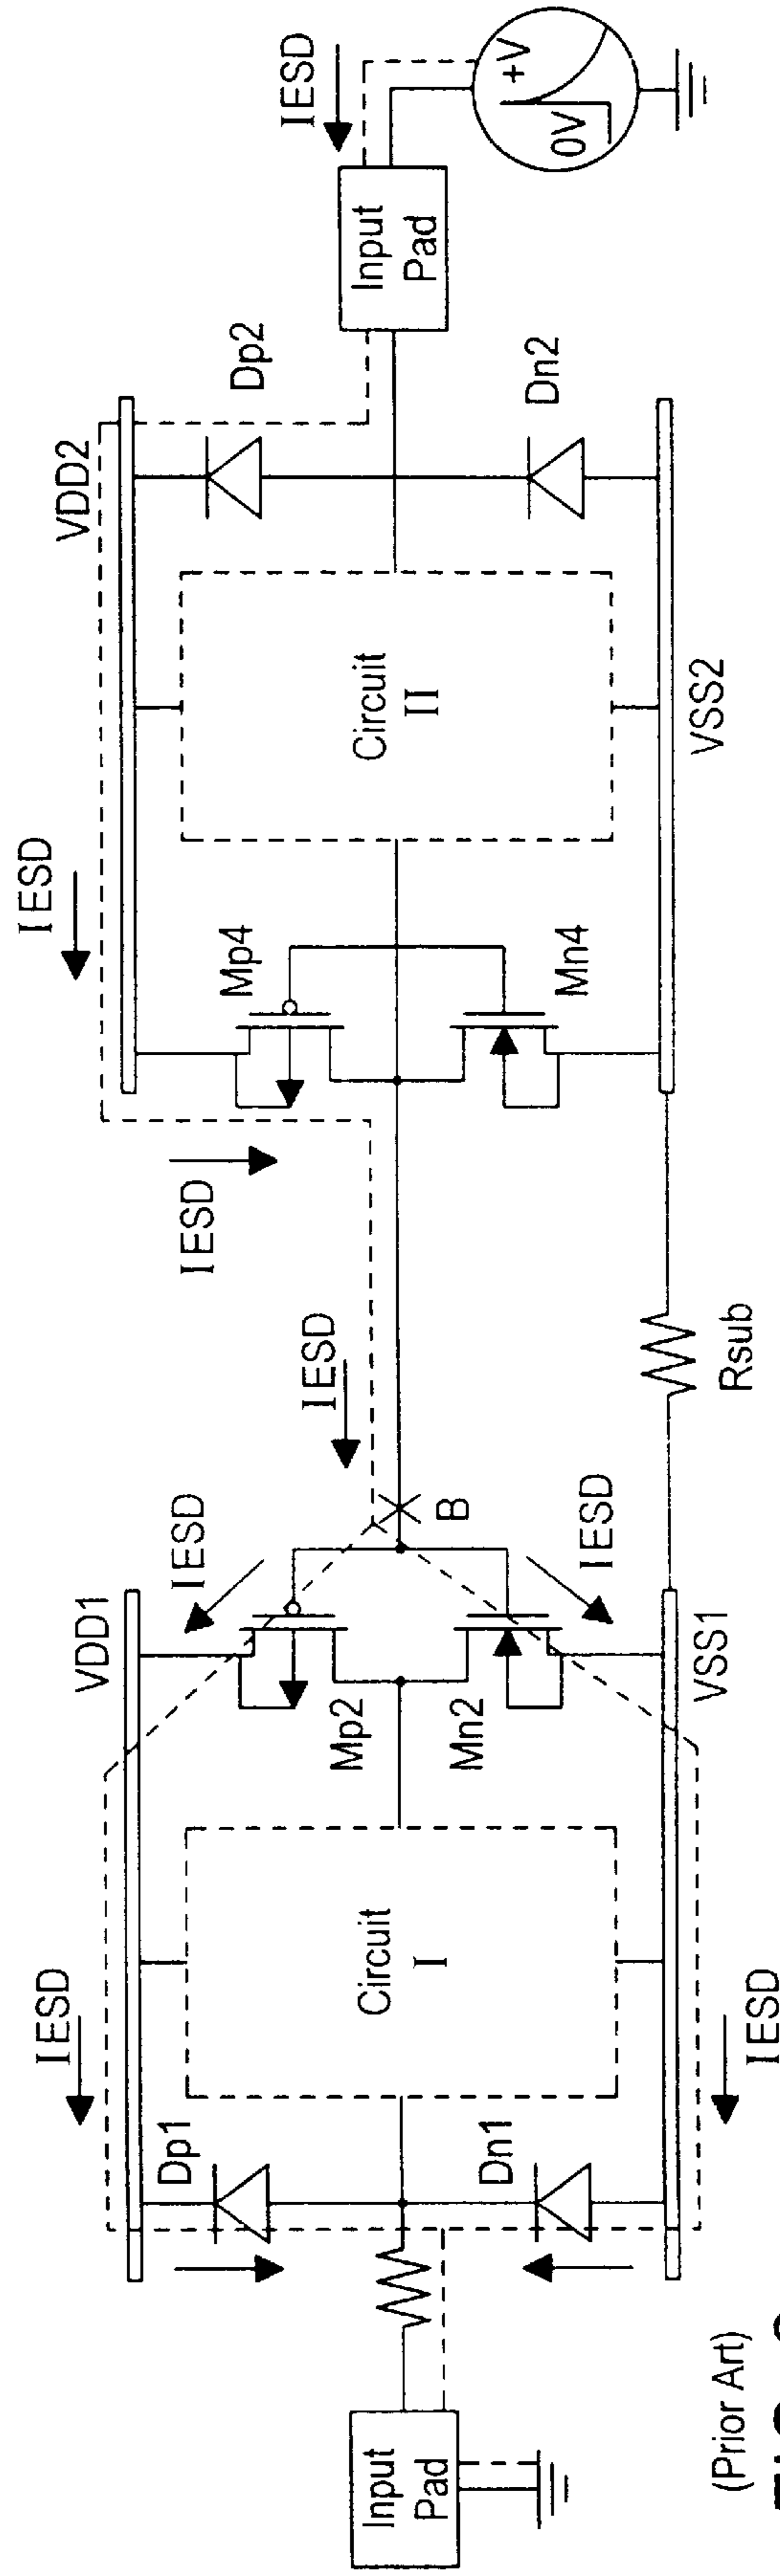 IESD
IESD
VDD1
IESD
IESD
IESD
VDD2
IESD
Dp1
Dp2
Mp2
Mp4
Input
Pad
Circuit
I
B
Circuit
II
Input
Pad
0V
+V
Dn1
Mn2
Mn4
Dn2
IESD
VSS1
Rsub
VSS2
IESD
(Prior Art)